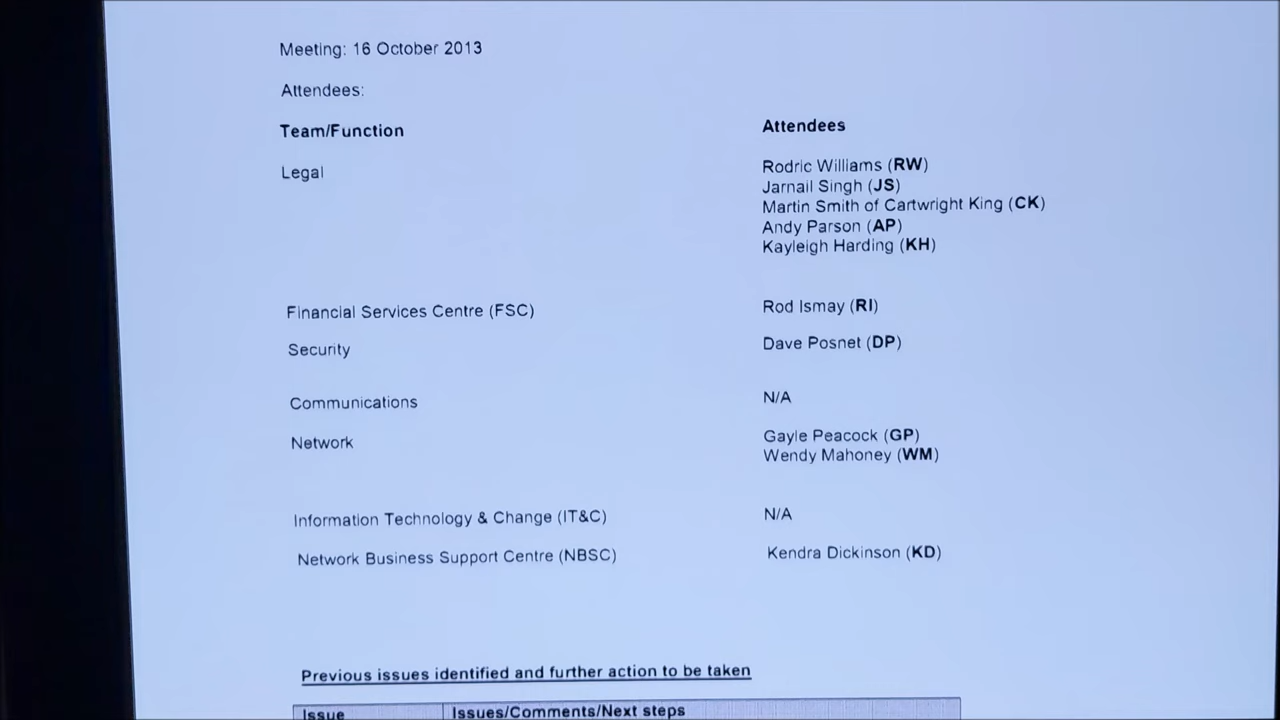 Meeting: 16 October 2013
Attendees:
Team/Function Attendees
Legal Rodric Williams (RW)
Jarnail Singh (JS)
Martin Smith of Cartwright King (CK)
Andy Parson (AP)
Kayleigh Harding (KH)
Financial Services Centre (FSC) Rod Ismay (RI)
Security Dave Posnet (DP)
Communications N/A
Network Gayle Peacock (GP)
Wendy Mahoney (WM)
Information Technology & Change (IT&C) N/A
Network Business Support Centre (NBSC) Kendra Dickinson (KD)
Previous issues identified and further action to be taken
Issue Issues/Comments/Next steps